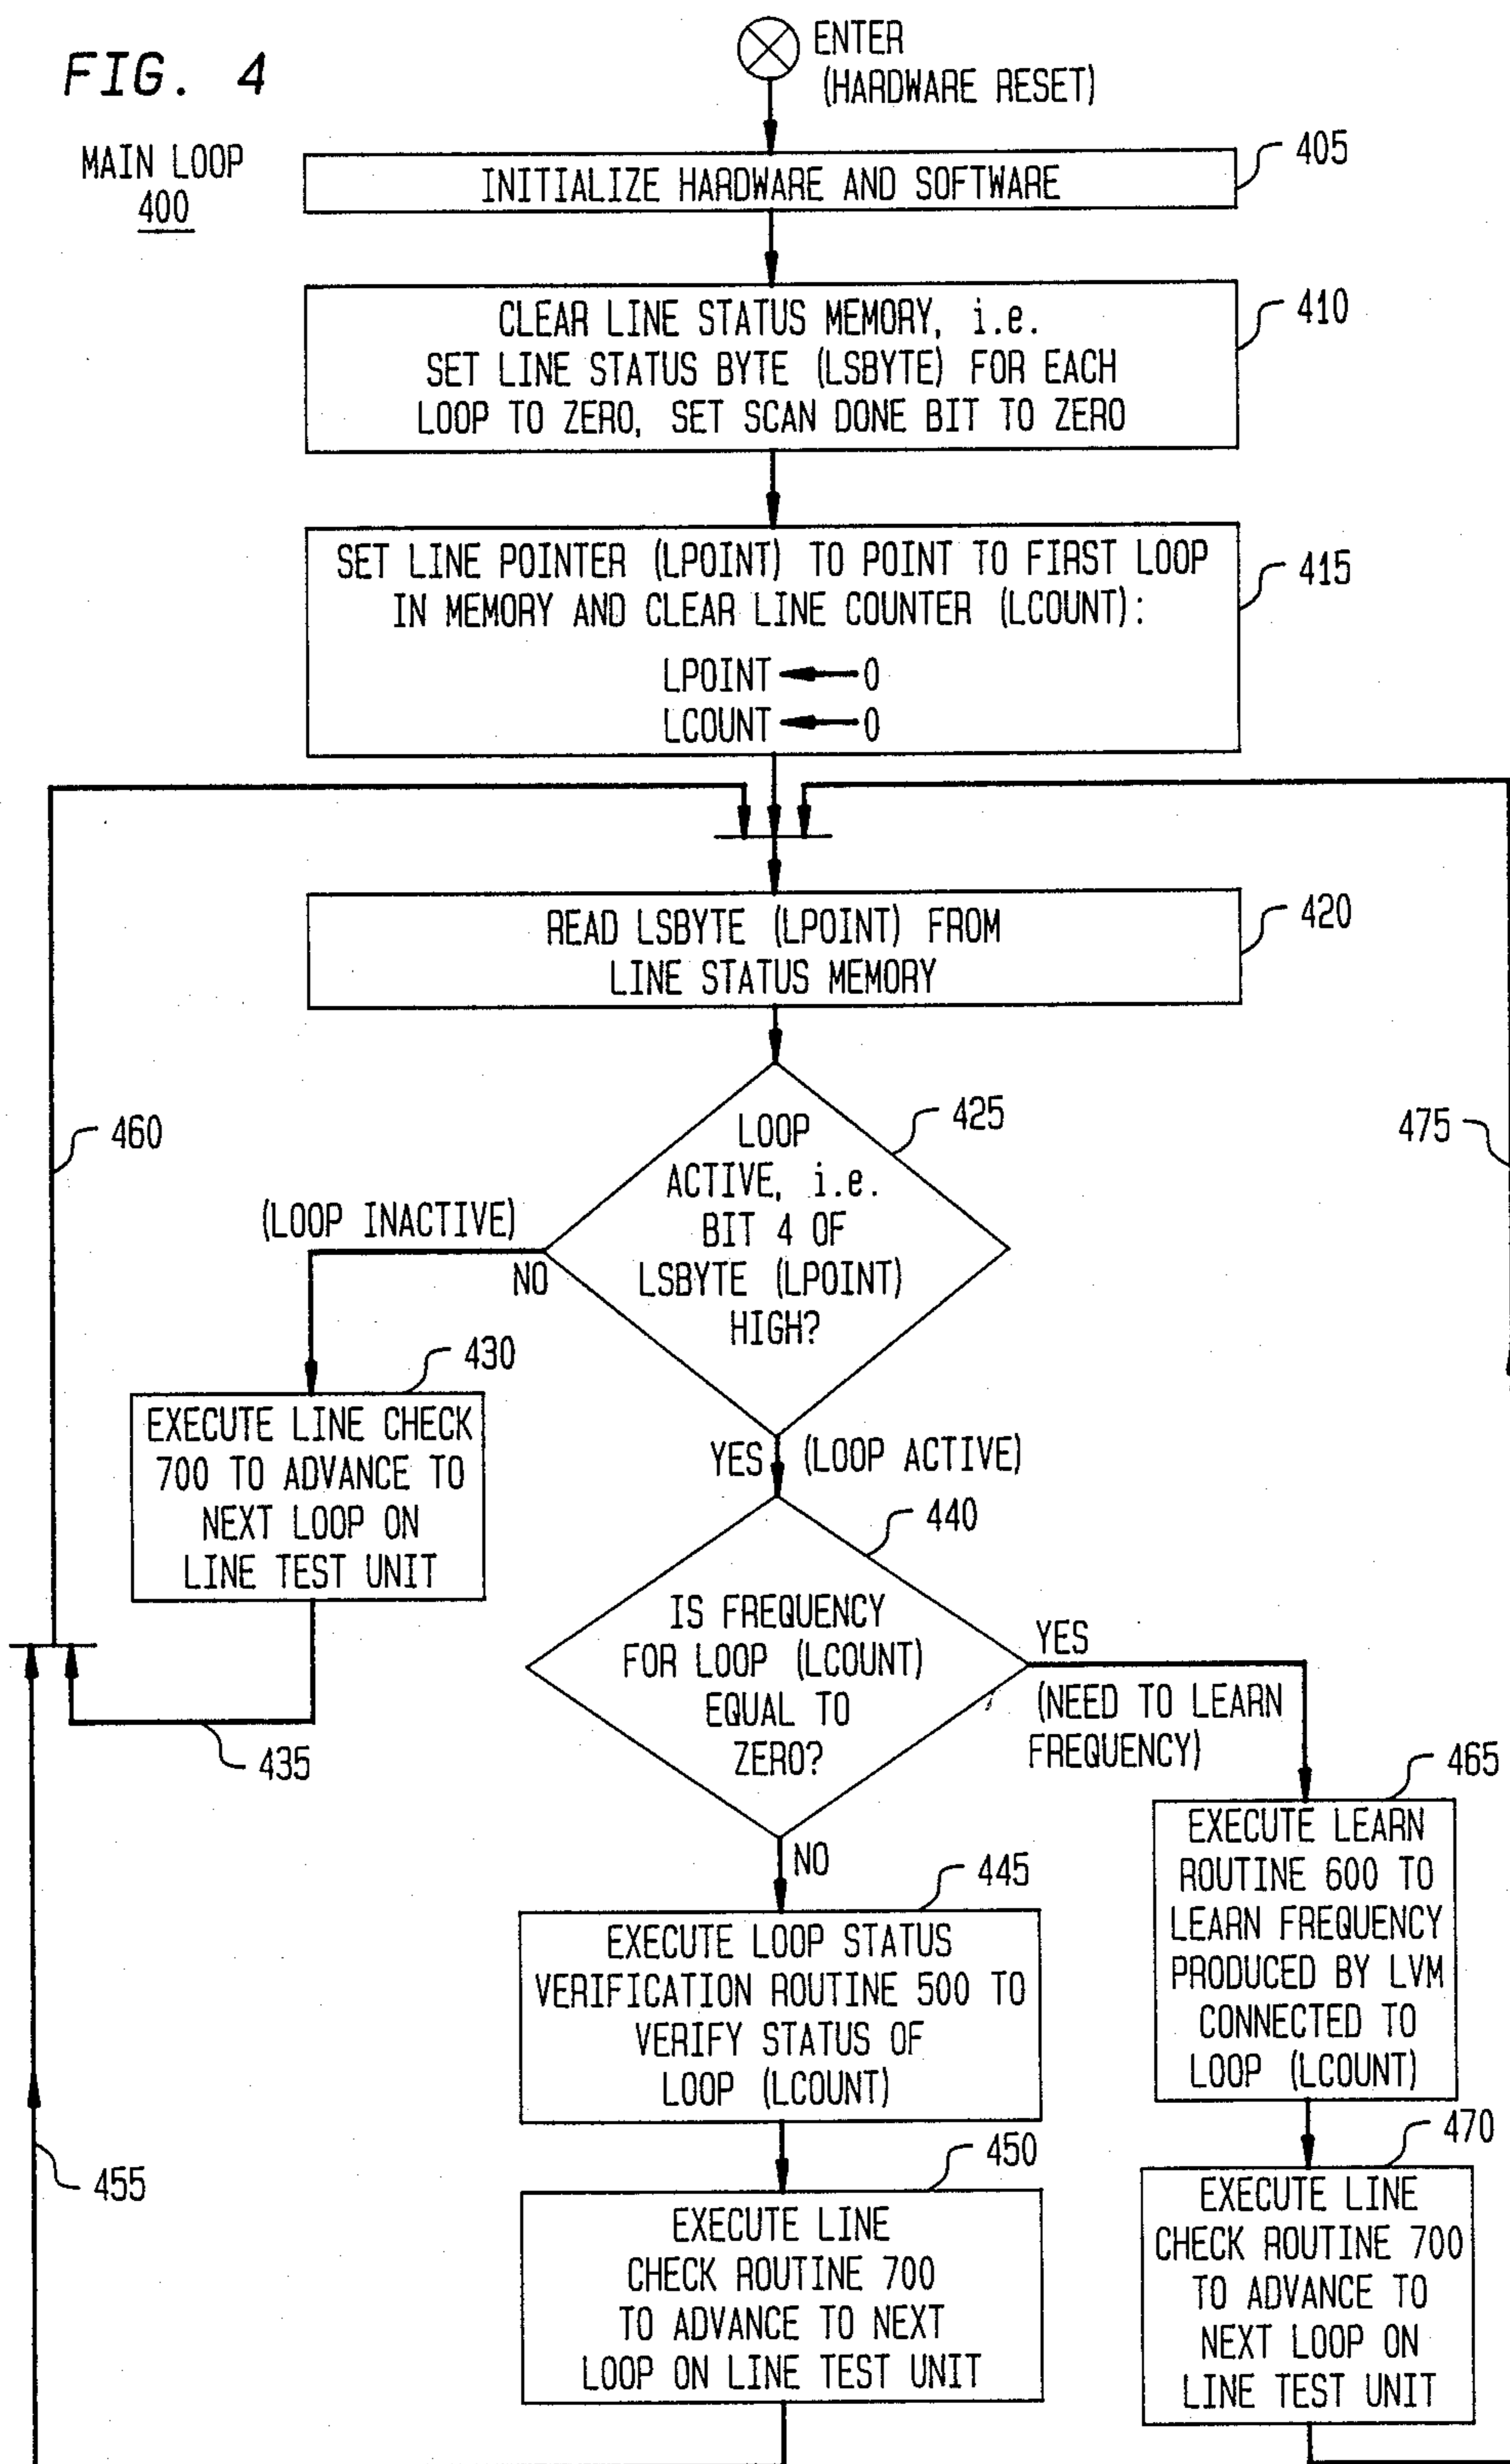 FIG. 4
MAIN LOOP
400
ENTER
(HARDWARE RESET)
INITIALIZE HARDWARE AND SOFTWARE
405
CLEAR LINE STATUS MEMORY, i.e.
SET LINE STATUS BYTE (LSBYTE) FOR EACH
LOOP TO ZERO, SET SCAN DONE BIT TO ZERO
410
SET LINE POINTER (LPOINT) TO POINT TO FIRST LOOP
IN MEMORY AND CLEAR LINE COUNTER (LCOUNT):
LPOINT ← 0
LCOUNT ← 0
415
READ LSBYTE (LPOINT) FROM
LINE STATUS MEMORY
420
460
LOOP
ACTIVE, i.e.
BIT 4 OF
LSBYTE (LPOINT)
HIGH?
425
475
(LOOP INACTIVE)
NO
430
EXECUTE LINE CHECK
700 TO ADVANCE TO
NEXT LOOP ON
LINE TEST UNIT
435
YES (LOOP ACTIVE)
440
IS FREQUENCY
FOR LOOP (LCOUNT)
EQUAL TO
ZERO?
YES
(NEED TO LEARN
FREQUENCY)
NO
445
EXECUTE LOOP STATUS
VERIFICATION ROUTINE 500 TO
VERIFY STATUS OF
LOOP (LCOUNT)
465
EXECUTE LEARN
ROUTINE 600 TO
LEARN FREQUENCY
PRODUCED BY LVM
CONNECTED TO
LOOP (LCOUNT)
455
450
EXECUTE LINE
CHECK ROUTINE 700
TO ADVANCE TO NEXT
LOOP ON LINE TEST UNIT
470
EXECUTE LINE
CHECK ROUTINE 700
TO ADVANCE TO
NEXT LOOP ON
LINE TEST UNIT